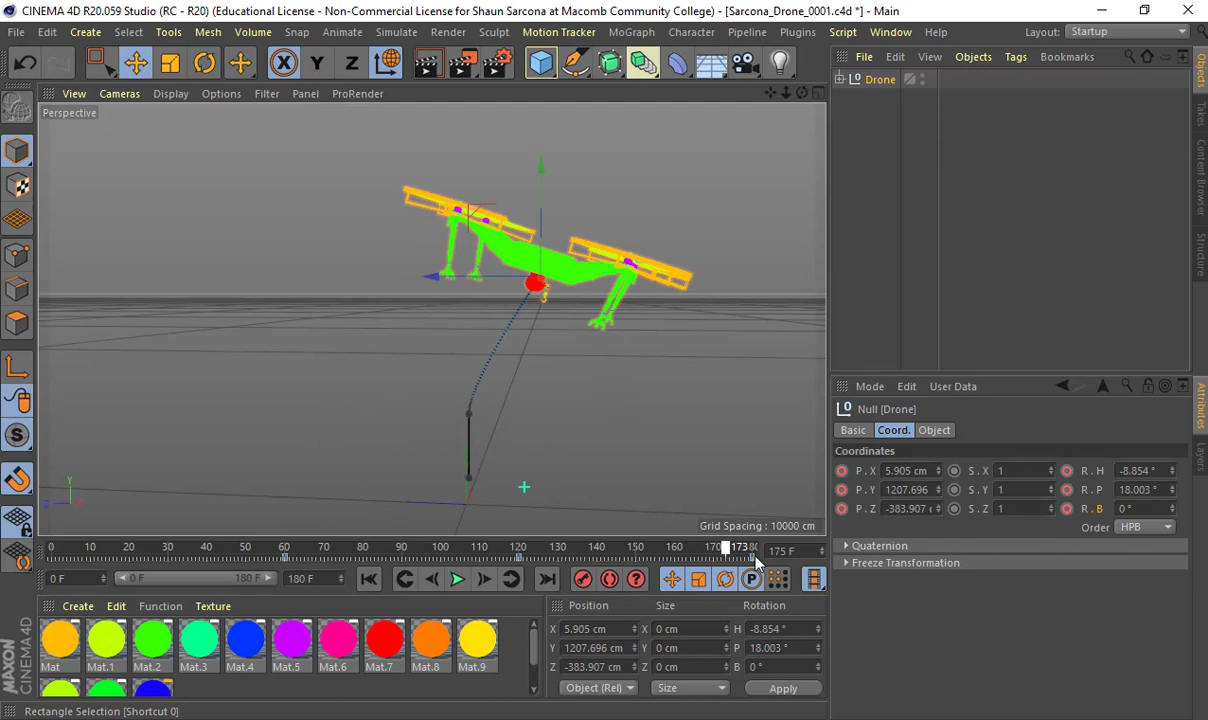 CINEMA 4D R20.059 Studio (RC - R20) (Educational License - Non-Commercial License for Shaun Sarcona at Macomb Community College) - [Sarcona_Drone_0001.c4d *] - Main
File Edit Create Select Tools Mesh Volume Snap Animate Simulate Render Sculpt Motion Tracker MoGraph Character Pipeline Plugins Script Window Help Layout: Startup
X Y Z
File Edit View Objects Tags Bookmarks
View Cameras Display Options Filter Panel ProRender
Drone
Perspective
Objects
Takes
Content Browser
Structure
Mode Edit User Data
Null [Drone]
Basic Coord. Object
Coordinates
P . X 5.905 cm S . X 1 R . H -8.854 °
P . Y 1207.696 S . Y 1 R . P 18.003 °
P . Z -383.907 S . Z 1 R . B 0 °
Order HPB
Quaternion
Freeze Transformation
Attributes
Layers
Y
Z
Grid Spacing : 10000 cm
0 10 20 30 40 50 60 70 80 90 100 110 120 130 140 150 160 170 173 175 F
0 F 0 F 180 F 180 F
P
Create Edit Function Texture
Mat Mat.1 Mat.2 Mat.3 Mat.4 Mat.5 Mat.6 Mat.7 Mat.8 Mat.9
Position Size Rotation
X 5.905 cm X 0 cm H -8.854 °
Y 1207.696 cm Y 0 cm P 18.003 °
Z -383.907 cm Z 0 cm B 0 °
Object (Rel) Size Apply
MAXON CINEMA 4D
Rectangle Selection [Shortcut 0]